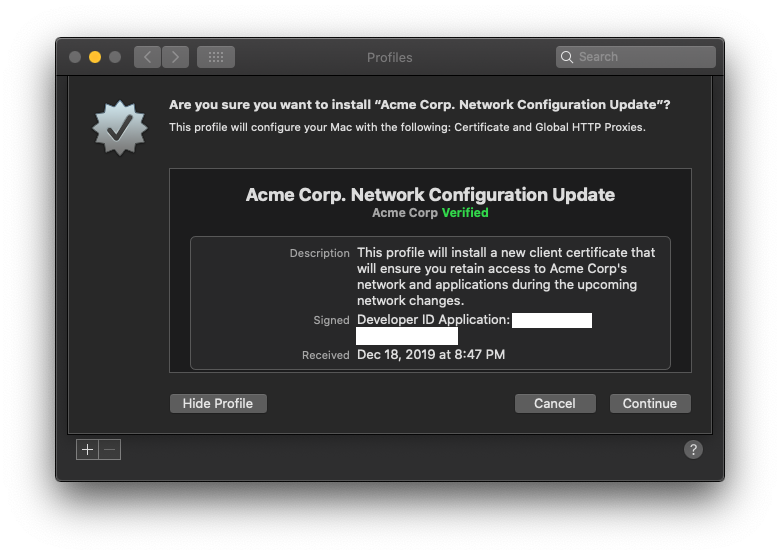 Profiles
Search
Are you sure you want to install “Acme Corp. Network Configuration Update”?
This profile will configure your Mac with the following: Certificate and Global HTTP Proxies.
Acme Corp. Network Configuration Update
Acme Corp Verified
Description This profile will install a new client certificate that
will ensure you retain access to Acme Corp's
network and applications during the upcoming
network changes.
Signed Developer ID Application:
Received Dec 18, 2019 at 8:47 PM
Hide Profile Cancel Continue
+ − ?